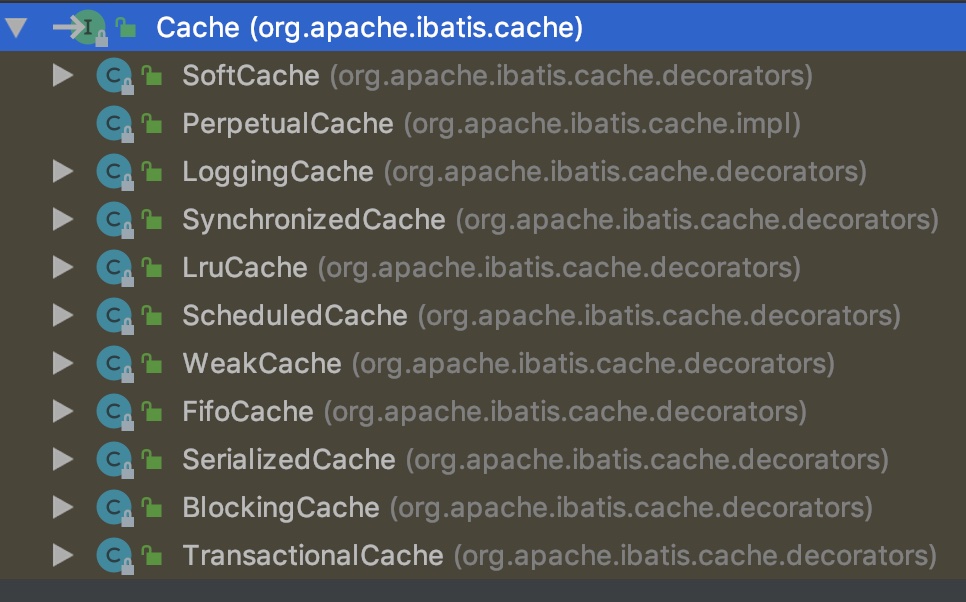 Cache (org.apache.ibatis.cache)
SoftCache (org.apache.ibatis.cache.decorators)
PerpetualCache (org.apache.ibatis.cache.impl)
LoggingCache (org.apache.ibatis.cache.decorators)
SynchronizedCache (org.apache.ibatis.cache.decorators)
LruCache (org.apache.ibatis.cache.decorators)
ScheduledCache (org.apache.ibatis.cache.decorators)
WeakCache (org.apache.ibatis.cache.decorators)
FifoCache (org.apache.ibatis.cache.decorators)
SerializedCache (org.apache.ibatis.cache.decorators)
BlockingCache (org.apache.ibatis.cache.decorators)
TransactionalCache (org.apache.ibatis.cache.decorators)